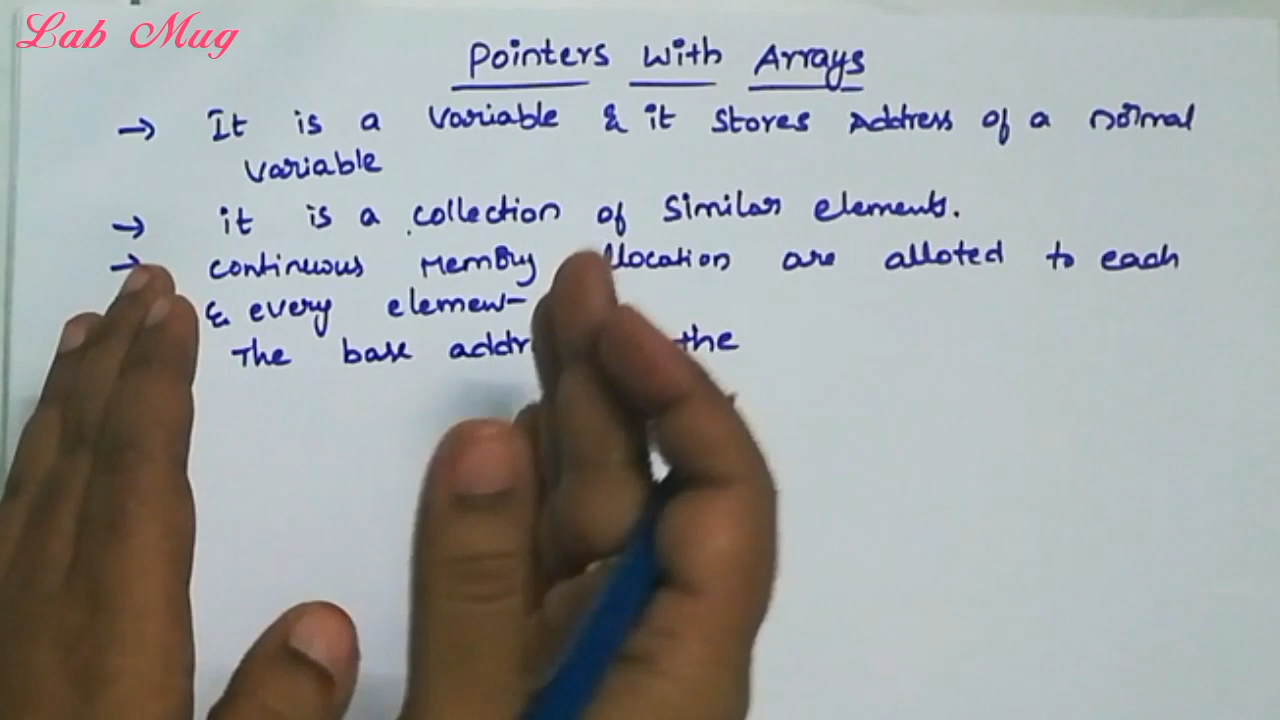 Lab Mug
Pointers with Arrays
→ It is a variable & it stores Address of a normal
variable
→ it is a collection of similar elements.
→ continuous Memory allocation are alloted to each
& every
The base the